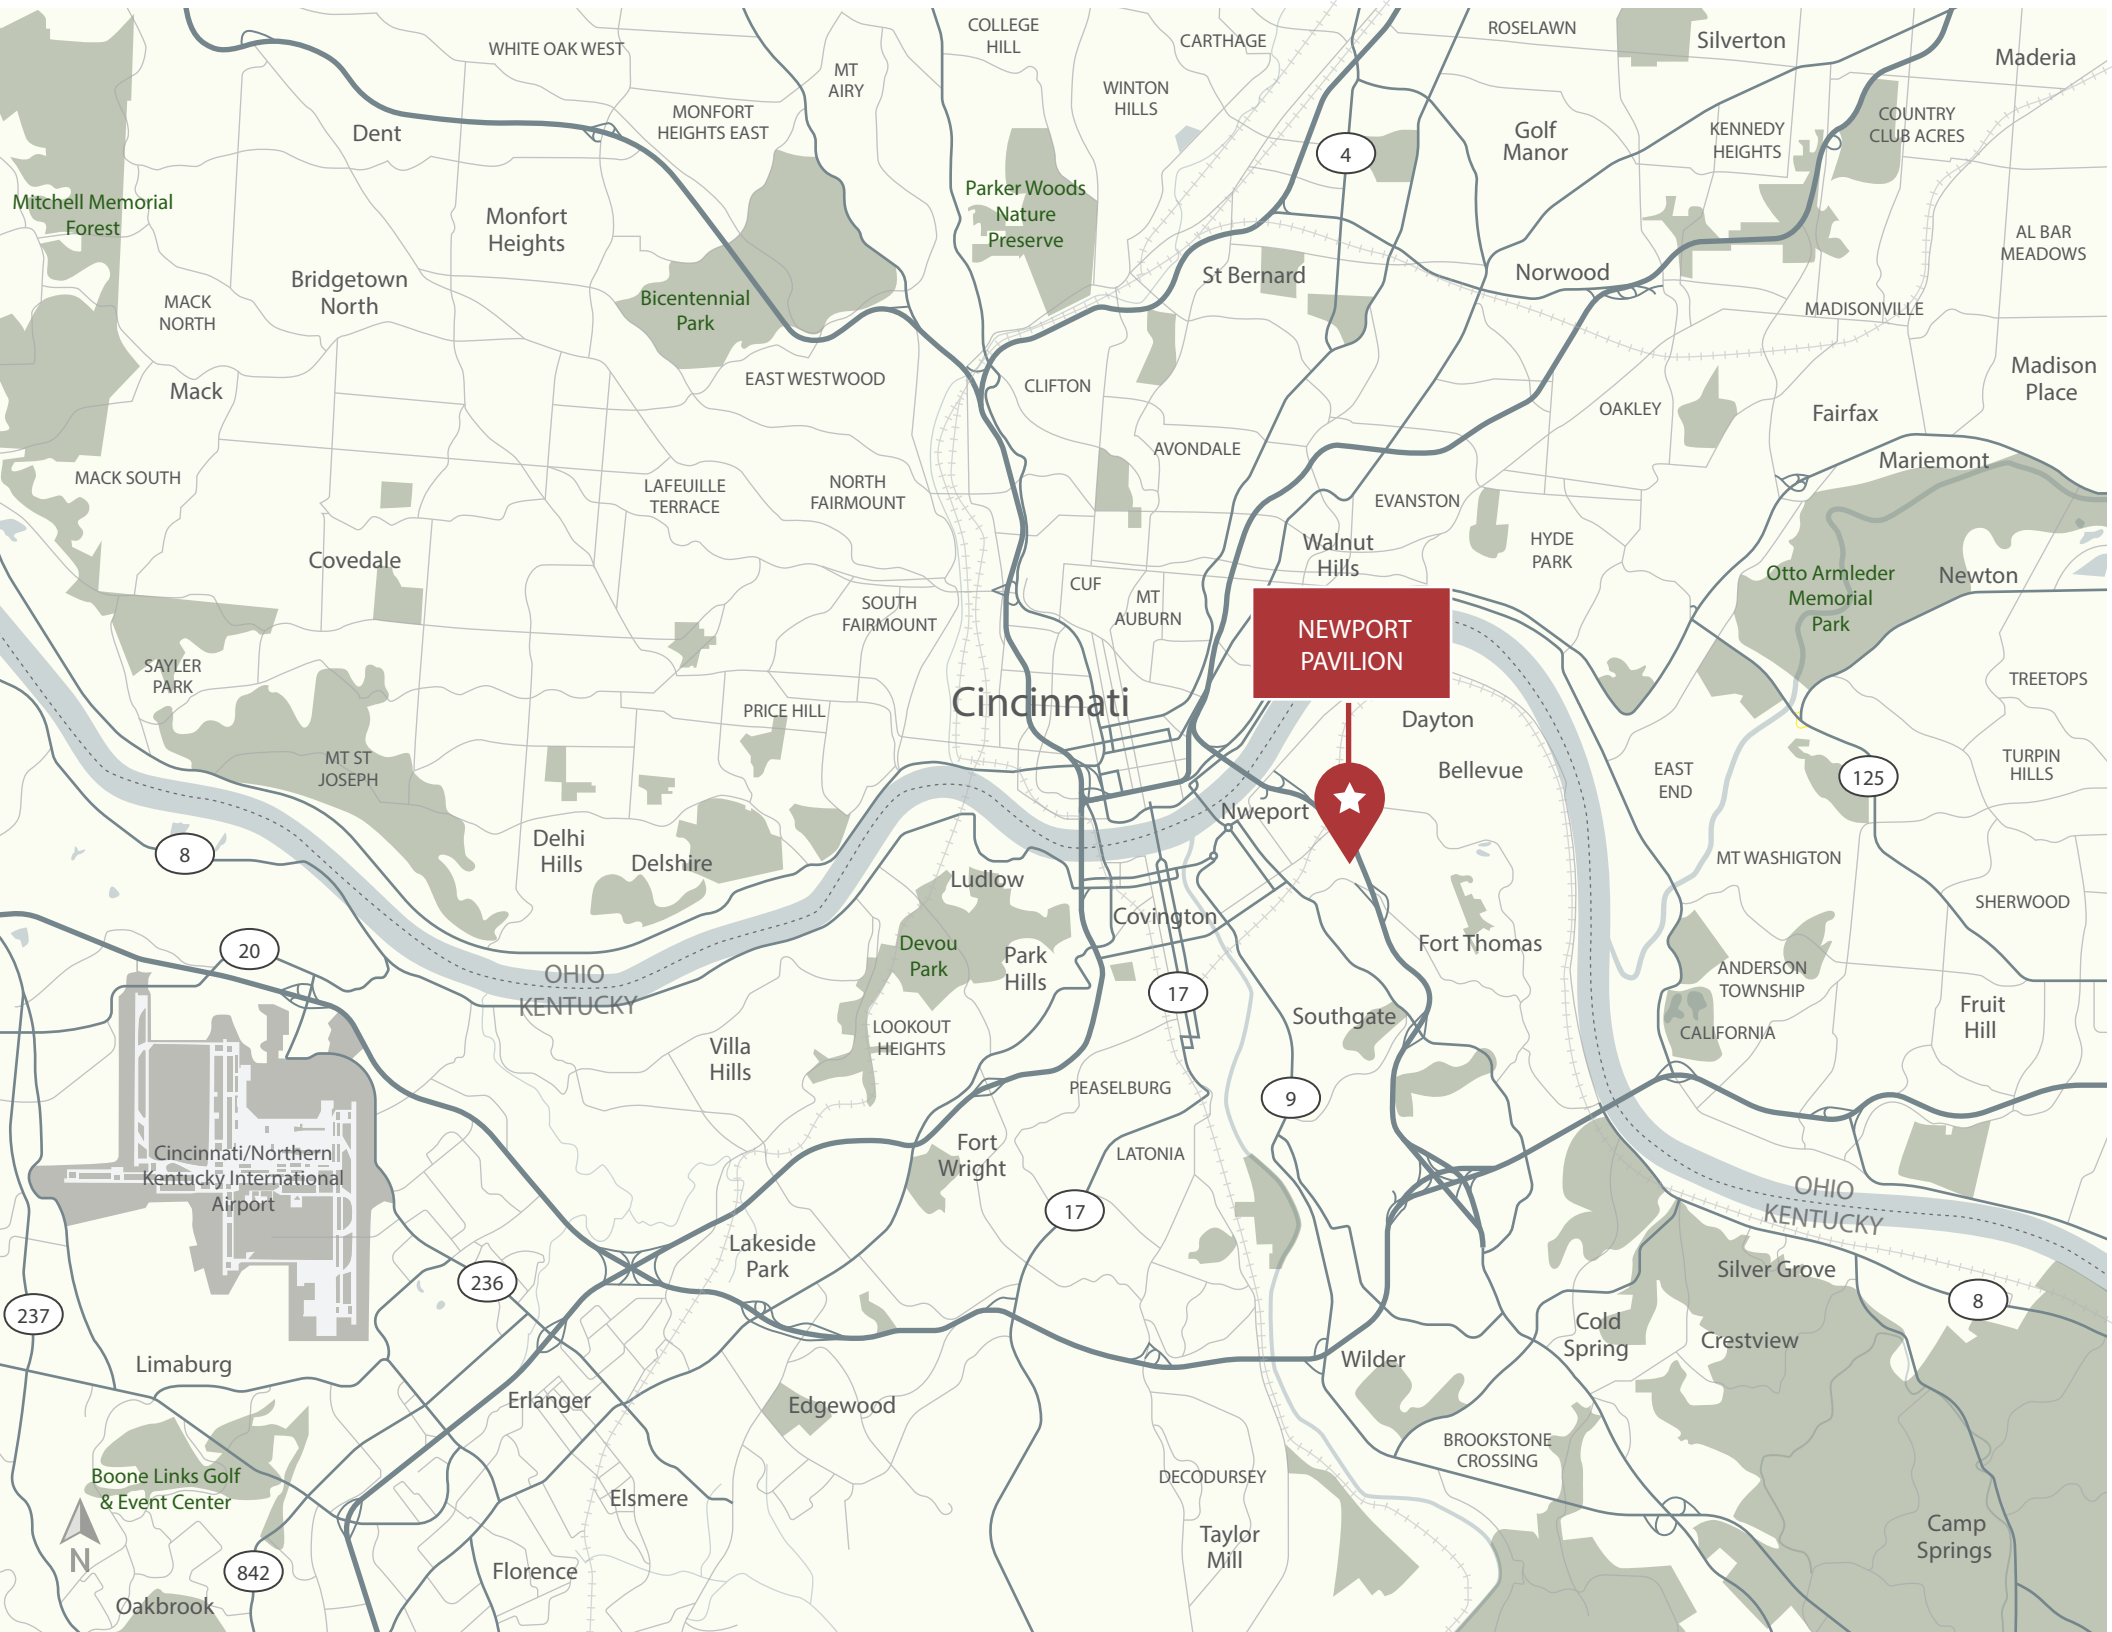 COLLEGE
HILL
ROSELAWN
CARTHAGE
Silverton
WHITE OAK WEST
Maderia
MT
AIRY
WINTON
HILLS
MONFORT
HEIGHTS EAST
Dent
COUNTRY
CLUB ACRES
Golf
Manor
KENNEDY
HEIGHTS
4
Mitchell Memorial
Forest
Parker Woods
Nature
Preserve
Monfort
Heights
AL BAR
MEADOWS
St Bernard
Norwood
Bridgetown
North
Bicentennial
Park
MACK
NORTH
MADISONVILLE
Madison
Place
EAST WESTWOOD
CLIFTON
Mack
OAKLEY
Fairfax
AVONDALE
Mariemont
MACK SOUTH
LAFEUILLE
TERRACE
NORTH
FAIRMOUNT
EVANSTON
Walnut
Hills
HYDE
PARK
Covedale
Otto Armleder
Memorial
Park
Newton
CUF
MT
AUBURN
SOUTH
FAIRMOUNT
NEWPORT
PAVILION
SAYLER
PARK
TREETOPS
Cincinnati
PRICE HILL
Dayton
MT ST
JOSEPH
Bellevue
EAST
END
125
TURPIN
HILLS
Nweport
Delhi
Hills
Delshire
8
MT WASHIGTON
Ludlow
Covington
SHERWOOD
20
Devou
Park
Park
Hills
Fort Thomas
OHIO
KENTUCKY
17
ANDERSON
TOWNSHIP
Southgate
Fruit
Hill
LOOKOUT
HEIGHTS
CALIFORNIA
Villa
Hills
PEASELBURG
9
Cincinnati/Northern
Kentucky International
Airport
Fort
Wright
LATONIA
17
OHIO
KENTUCKY
Lakeside
Park
236
Silver Grove
237
8
Cold
Spring
Crestview
Limaburg
Wilder
Erlanger
Edgewood
BROOKSTONE
CROSSING
Boone Links Golf
& Event Center
DECODURSEY
Elsmere
N
Taylor
Mill
Camp
Springs
842
Florence
Oakbrook